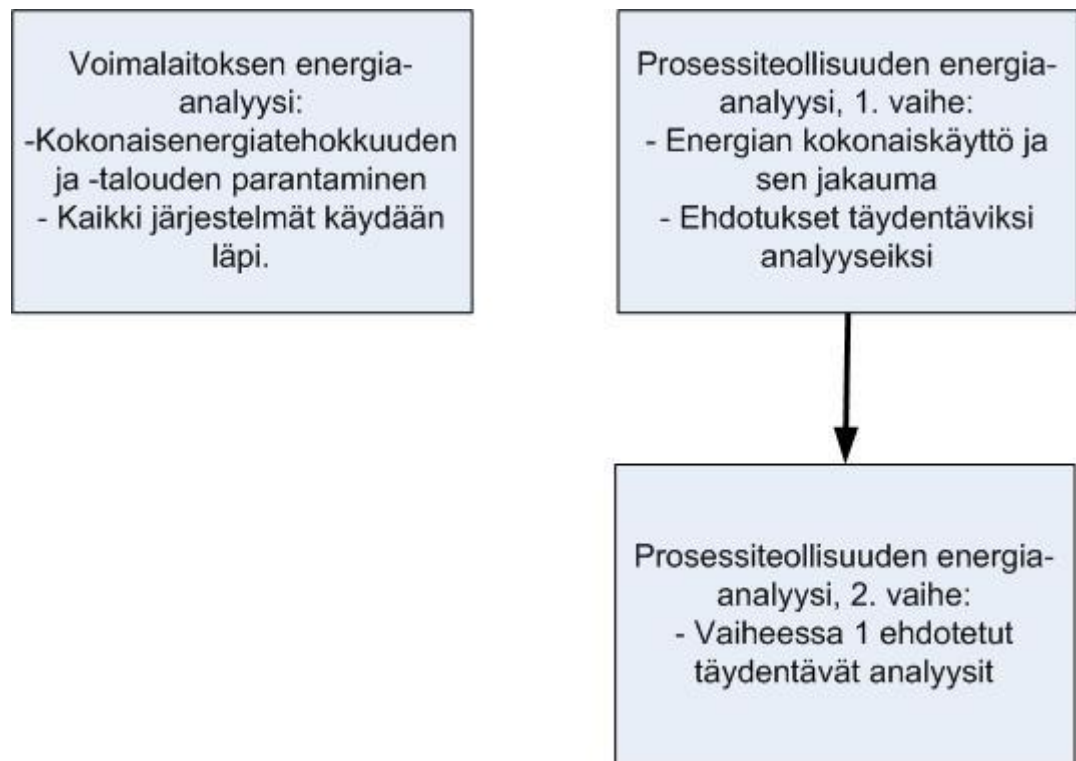 Voimalaitoksen energia-
analyysi:
-Kokonaisenergiatehokkuuden
ja -talouden parantaminen
- Kaikki järjestelmät käydään
läpi.
Prosessiteollisuuden energia-
analyysi, 1. vaihe:
- Energian kokonaiskäyttö ja
sen jakauma
- Ehdotukset täydentäviksi
analyyseiksi
Prosessiteollisuuden energia-
analyysi, 2. vaihe:
- Vaiheessa 1 ehdotetut
täydentävät analyysit